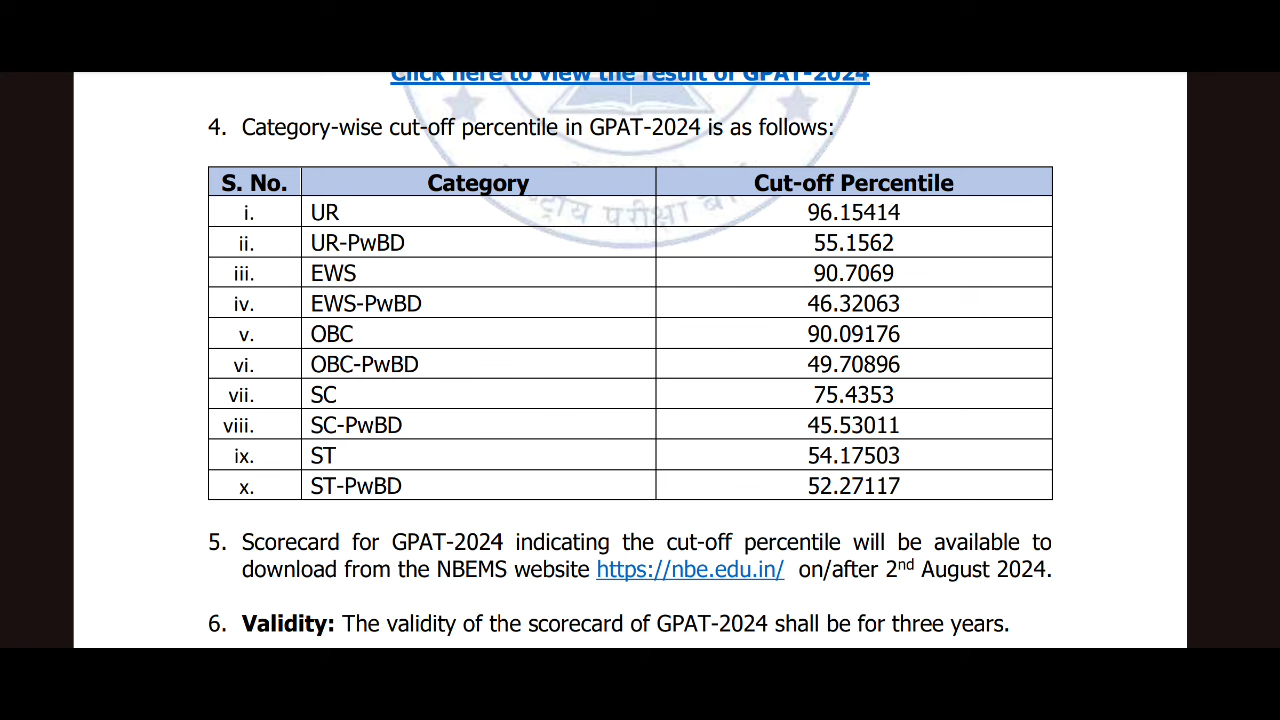 Click here to view the result of GPAT-2024
4. Category-wise cut-off percentile in GPAT-2024 is as follows:
S. No. Category Cut-off Percentile
i. UR 96.15414
ii. UR-PwBD 55.1562
iii. EWS 90.7069
iv. EWS-PwBD 46.32063
v. OBC 90.09176
vi. OBC-PwBD 49.70896
vii. SC 75.4353
viii. SC-PwBD 45.53011
ix. ST 54.17503
x. ST-PwBD 52.27117
5. Scorecard for GPAT-2024 indicating the cut-off percentile will be available to
download from the NBEMS website https://nbe.edu.in/ on/after 2nd August 2024.
6. Validity: The validity of the scorecard of GPAT-2024 shall be for three years.
परीक्षा